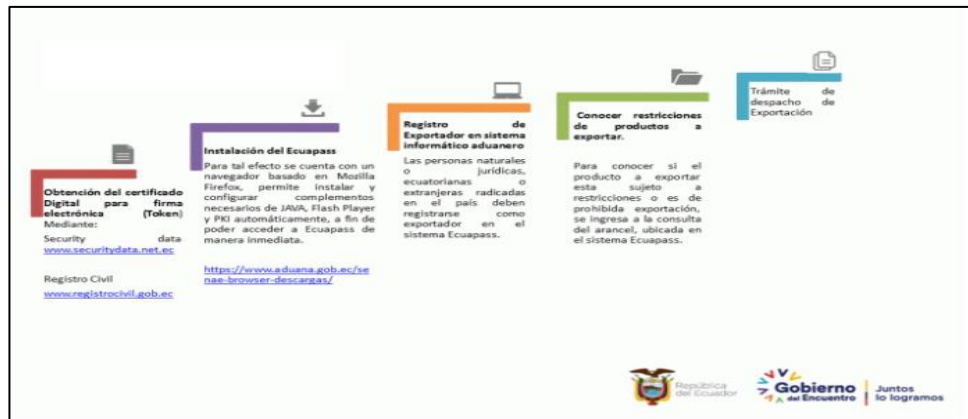 Obtención del certificado
Digital para firma
electrónica (Token)
Mediante:
Security data
www.securitydata.net.ec
Registro Civil
www.registrocivil.gob.ec
Instalación del Ecuapass
Para tal efecto se cuenta con un
navegador basado en Mozilla
Firefox, permite instalar y
configurar complementos
necesarios de JAVA, Flash Player
y PKI automáticamente, a fin de
poder acceder a Ecuapass de
manera inmediata.
https://www.aduana.gob.ec/se
nae-browser-descargas/
Registro de
Exportador en sistema
informático aduanero
Las personas naturales
o jurídicas,
ecuatorianas o
extranjeras radicadas
en el país deben
registrarse como
exportador en el
sistema Ecuapass.
Conocer restricciones
de productos a
exportar.
Para conocer si el
producto a exportar
esta sujeto a
restricciones o es de
prohibida exportación,
se ingresa a la consulta
del arancel, ubicada en
el sistema Ecuapass.
Trámite de
despacho de
Exportación
República
del Ecuador
Gobierno
del Encuentro
Juntos
lo logramos